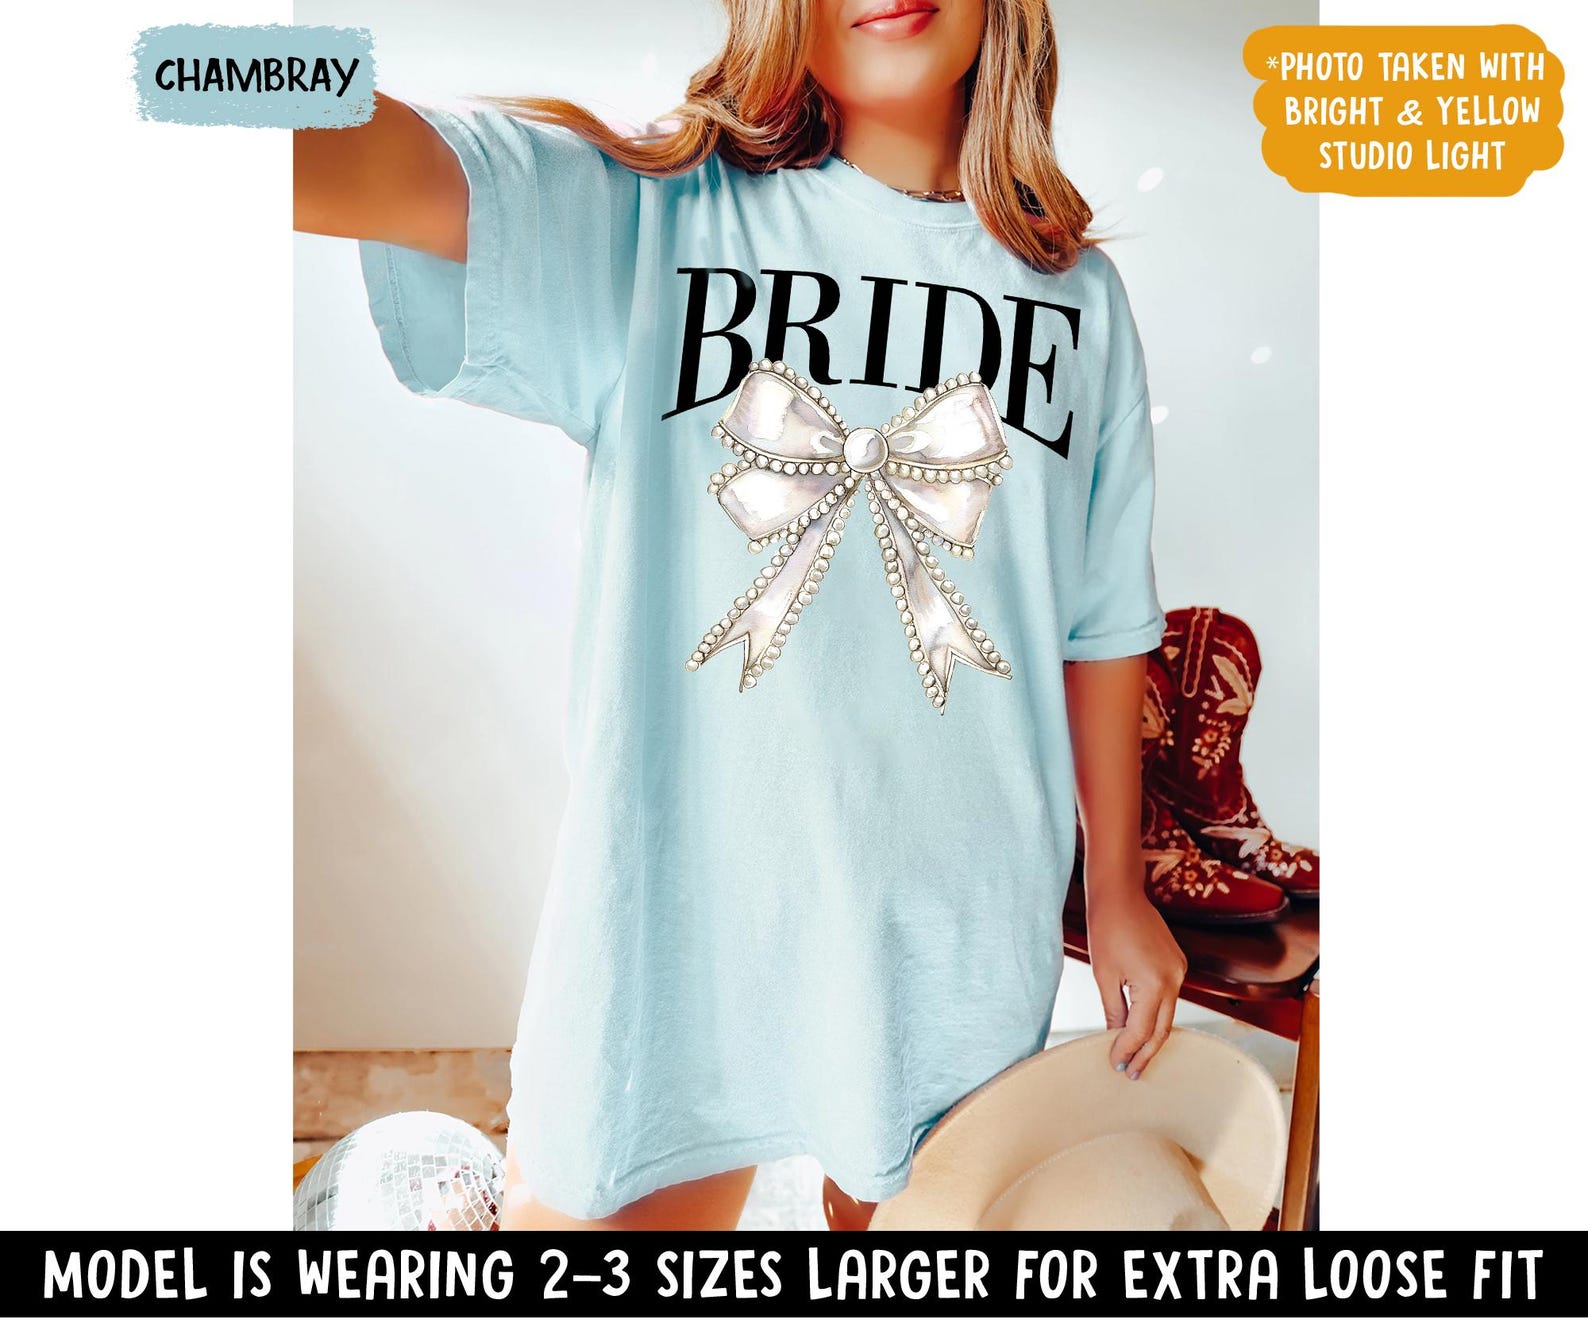 CHAMBRAY
*PHOTO TAKEN WITH
BRIGHT & YELLOW
STUDIO LIGHT
BRIDE
MODEL IS WEARING 2-3 SIZES LARGER FOR EXTRA LOOSE FIT